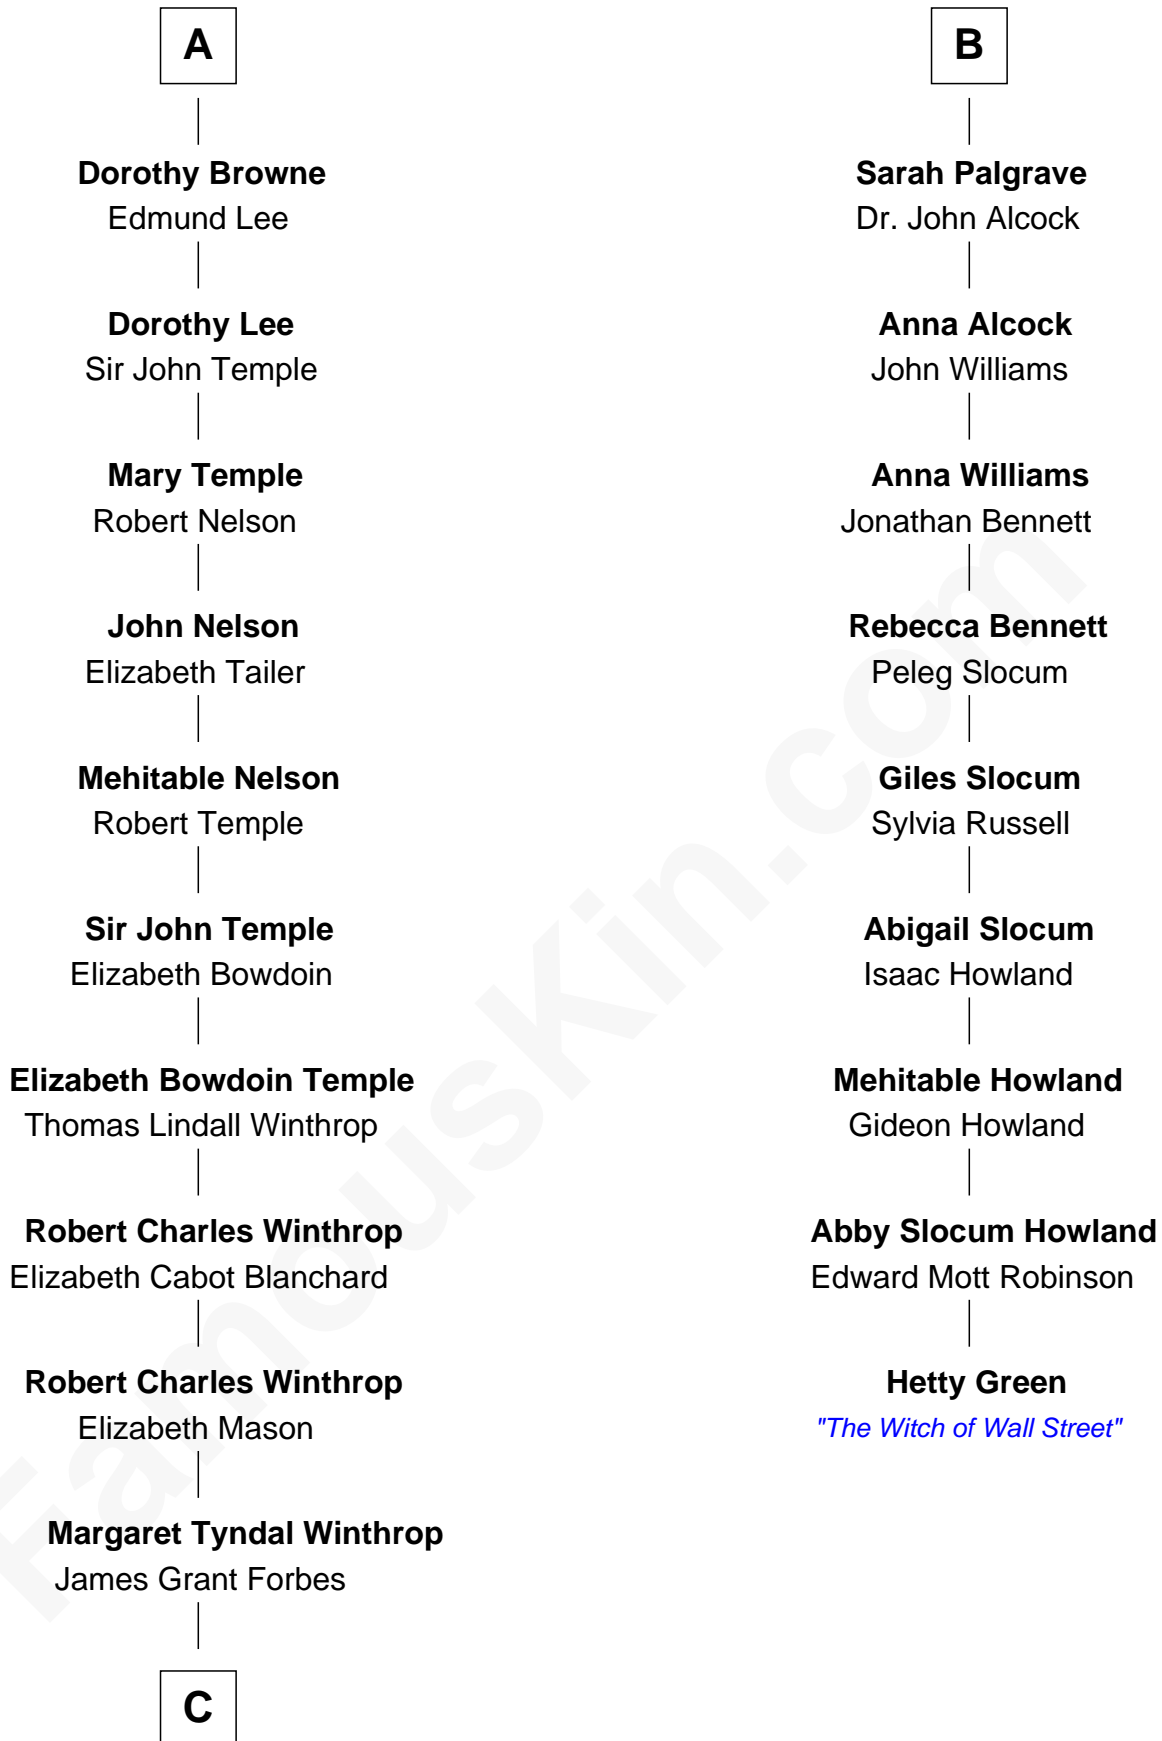 A
Dorothy Browne
Edmund Lee
Dorothy Lee
Sir John Temple
Mary Temple
Robert Nelson
John Nelson
Elizabeth Tailer
Mehitable Nelson
Robert Temple
Sir John Temple
Elizabeth Bowdoin
Elizabeth Bowdoin Temple
Thomas Lindall Winthrop
Robert Charles Winthrop
Elizabeth Cabot Blanchard
Robert Charles Winthrop
Elizabeth Mason
Margaret Tyndal Winthrop
James Grant Forbes
C
B
Sarah Palgrave
Dr. John Alcock
Anna Alcock
John Williams
Anna Williams
Jonathan Bennett
Rebecca Bennett
Peleg Slocum
Giles Slocum
Sylvia Russell
Abigail Slocum
Isaac Howland
Mehitable Howland
Gideon Howland
Abby Slocum Howland
Edward Mott Robinson
Hetty Green
"The Witch of Wall Street"
FamousKin.com